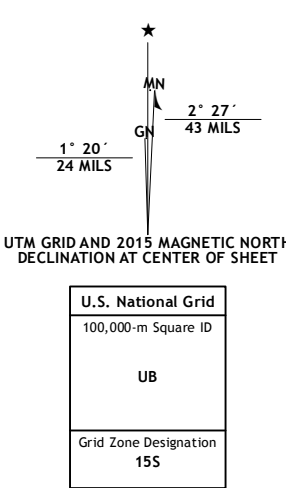 ★
MN
GN
2° 27´
43 MILS
1° 20´
24 MILS
UTM GRID AND 2015 MAGNETIC NORTH
DECLINATION AT CENTER OF SHEET
U.S. National Grid
100,000-m Square ID
UB
Grid Zone Designation
15S